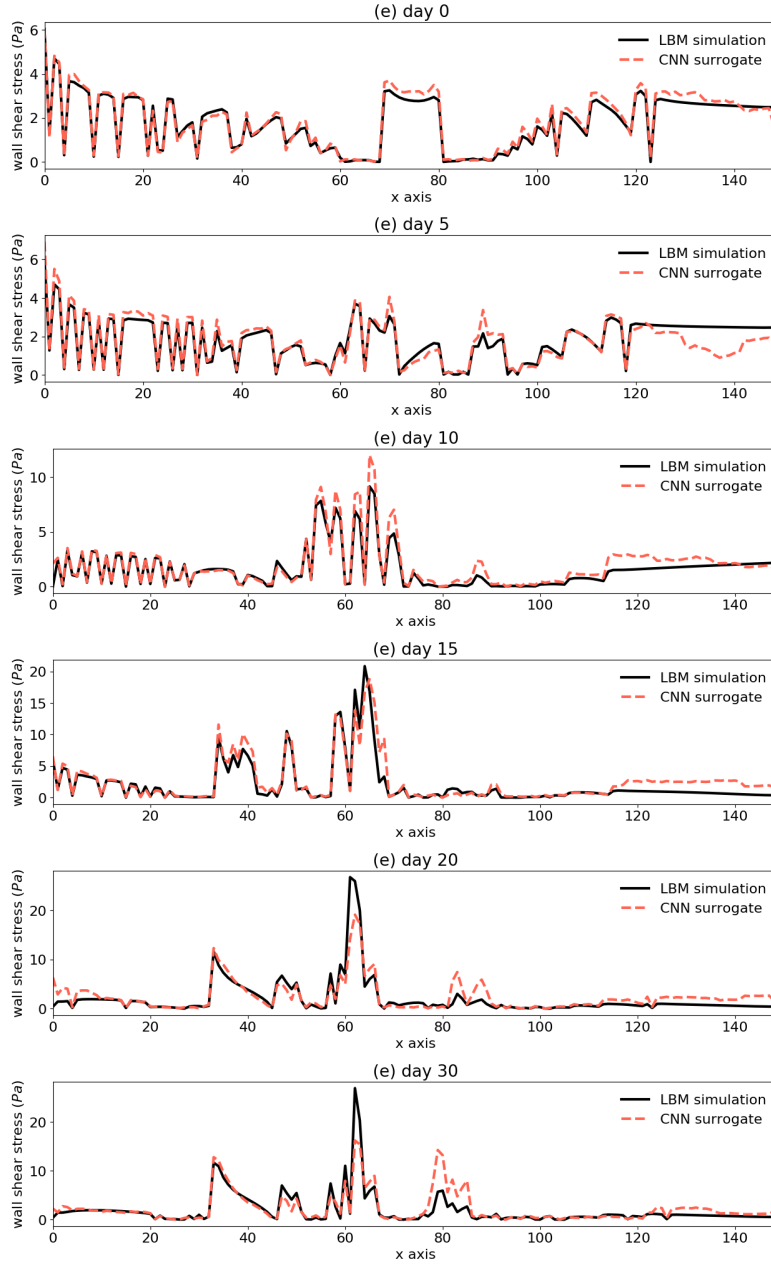 (e) day 0
wall shear stress (Pa)
6
4
2
0
LBM simulation
CNN surrogate
0 20 40 60 80 100 120 140
x axis
(e) day 5
wall shear stress (Pa)
6
4
2
0
LBM simulation
CNN surrogate
0 20 40 60 80 100 120 140
x axis
(e) day 10
wall shear stress (Pa)
10
5
0
LBM simulation
CNN surrogate
0 20 40 60 80 100 120 140
x axis
(e) day 15
wall shear stress (Pa)
20
15
10
5
0
LBM simulation
CNN surrogate
0 20 40 60 80 100 120 140
x axis
(e) day 20
wall shear stress (Pa)
20
10
0
LBM simulation
CNN surrogate
0 20 40 60 80 100 120 140
x axis
(e) day 30
wall shear stress (Pa)
20
10
0
LBM simulation
CNN surrogate
0 20 40 60 80 100 120 140
x axis